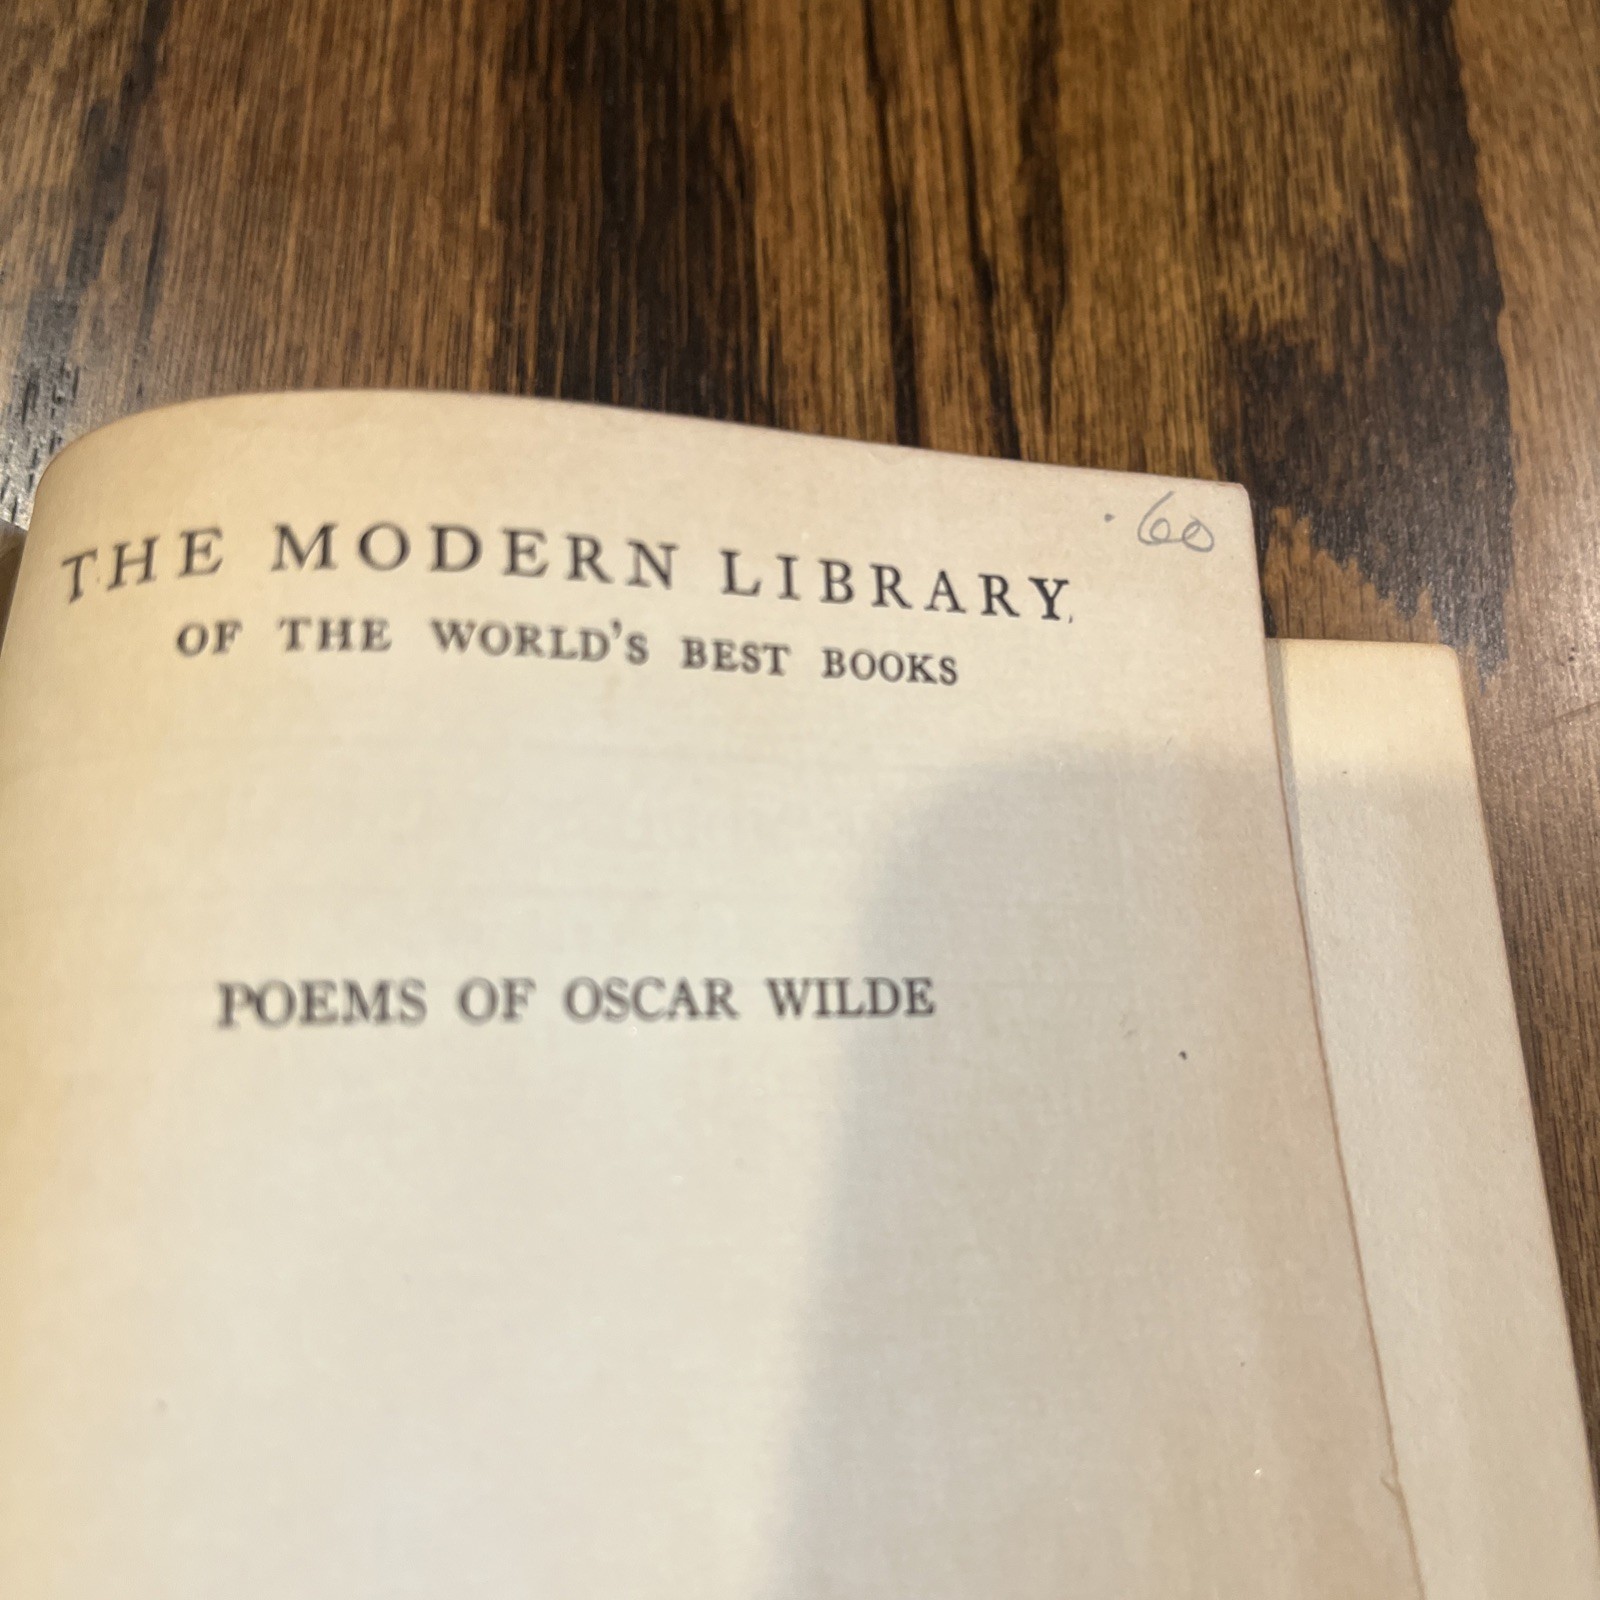 .60
THE MODERN LIBRARY
OF THE WORLD'S BEST BOOKS
POEMS OF OSCAR WILDE